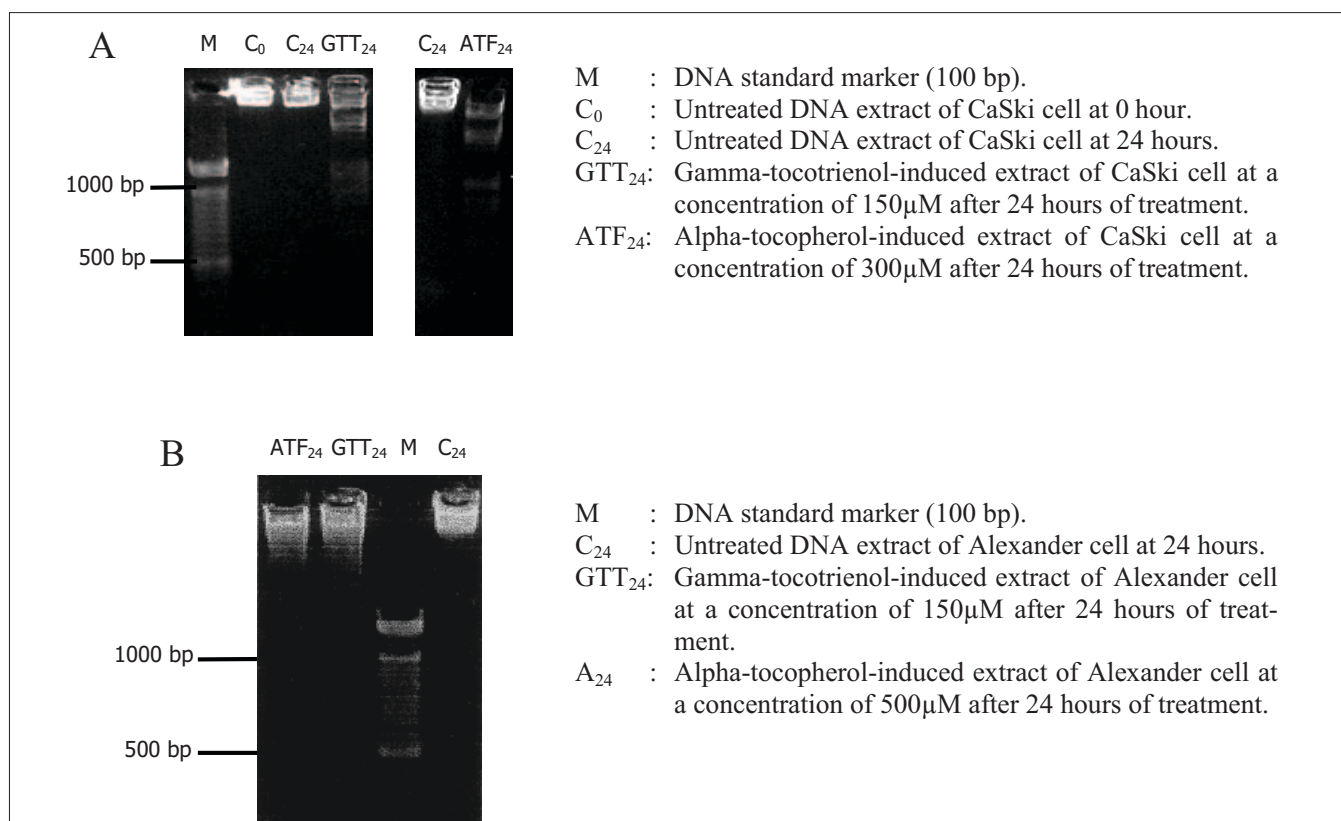 A
M C₀ C₂₄ GTT₂₄ C₂₄ ATF₂₄
1000 bp
500 bp
M : DNA standard marker (100 bp).
C₀ : Untreated DNA extract of CaSki cell at 0 hour.
C₂₄ : Untreated DNA extract of CaSki cell at 24 hours.
GTT₂₄: Gamma-tocotrienol-induced extract of CaSki cell at a
concentration of 150µM after 24 hours of treatment.
ATF₂₄: Alpha-tocopherol-induced extract of CaSki cell at a
concentration of 300µM after 24 hours of treatment.
B
ATF₂₄ GTT₂₄ M C₂₄
1000 bp
500 bp
M : DNA standard marker (100 bp).
C₂₄ : Untreated DNA extract of Alexander cell at 24 hours.
GTT₂₄: Gamma-tocotrienol-induced extract of Alexander cell
at a concentration of 150µM after 24 hours of treat-
ment.
A₂₄ : Alpha-tocopherol-induced extract of Alexander cell at
a concentration of 500µM after 24 hours of treatment.